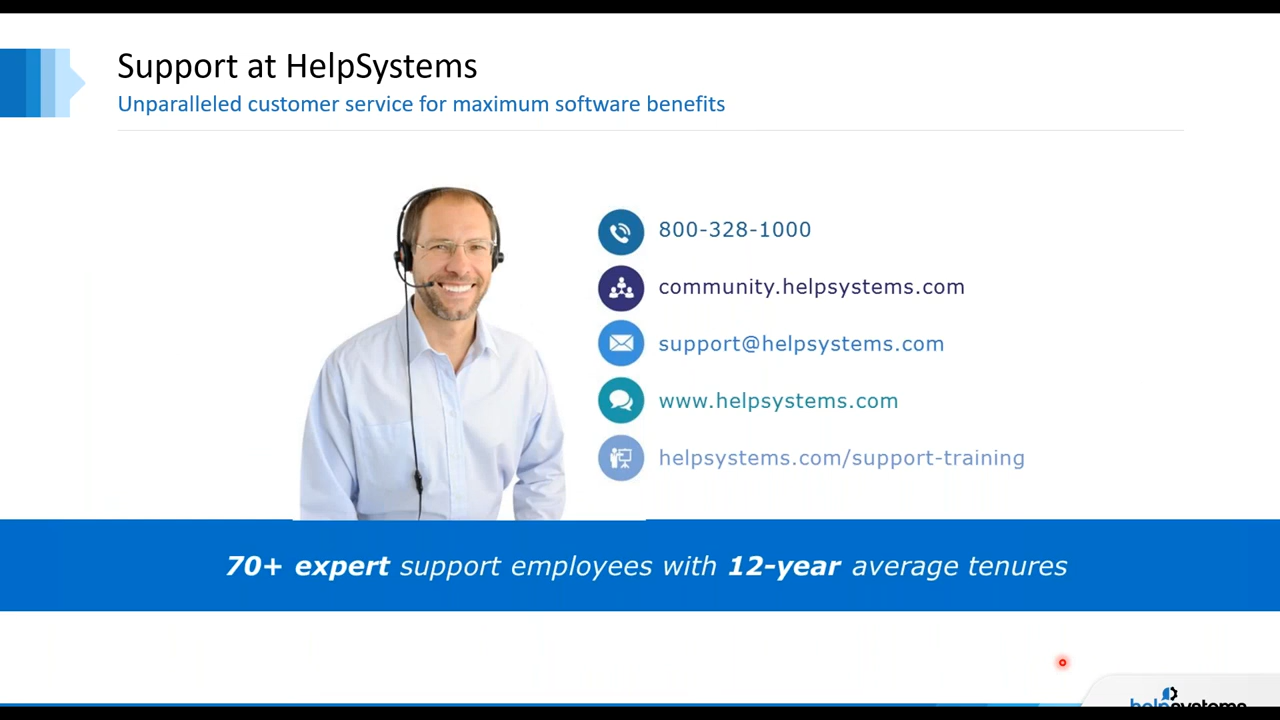 Support at HelpSystems
Unparalleled customer service for maximum software benefits
800-328-1000
community.helpsystems.com
support@helpsystems.com
www.helpsystems.com
helpsystems.com/support-training
70+ expert support employees with 12-year average tenures
helpsystems